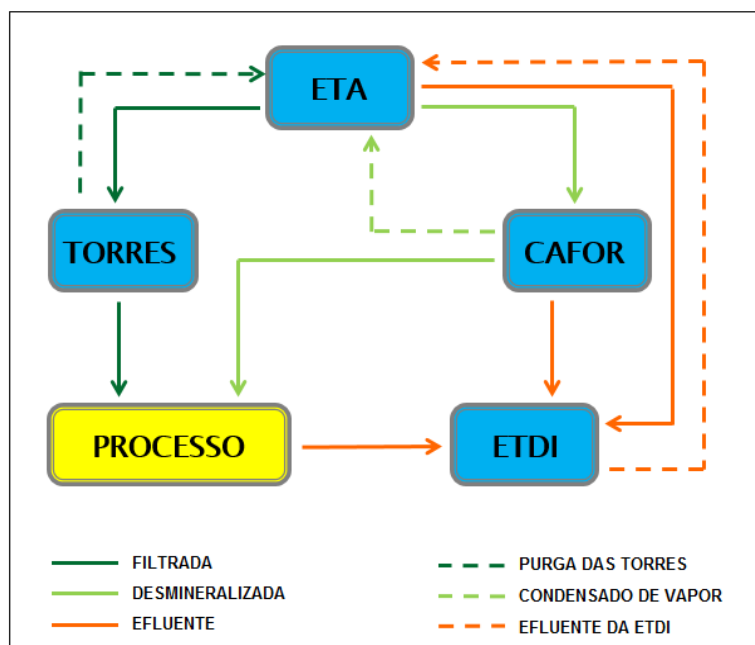 ETA
TORRES
CAFOR
PROCESSO
ETDI
FILTRADA
DESMINERALIZADA
EFLUENTE
PURGA DAS TORRES
CONDENSADO DE VAPOR
EFLUENTE DA ETDI